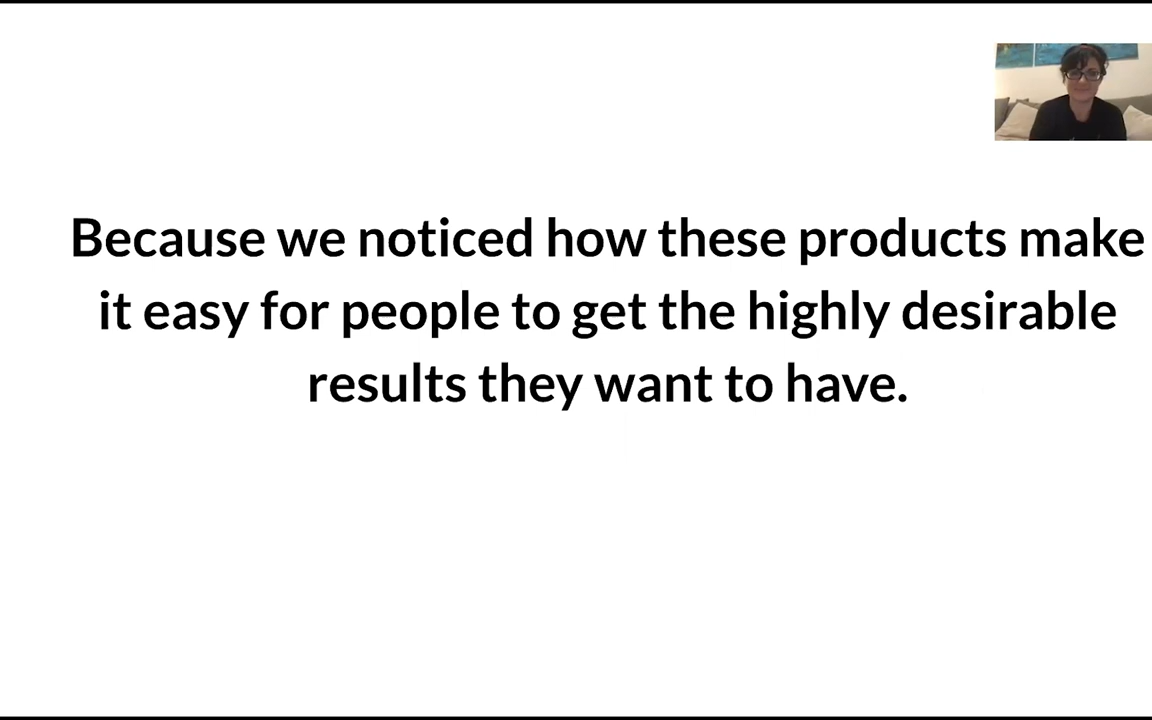 Because we noticed how these products make
it easy for people to get the highly desirable
results they want to have.